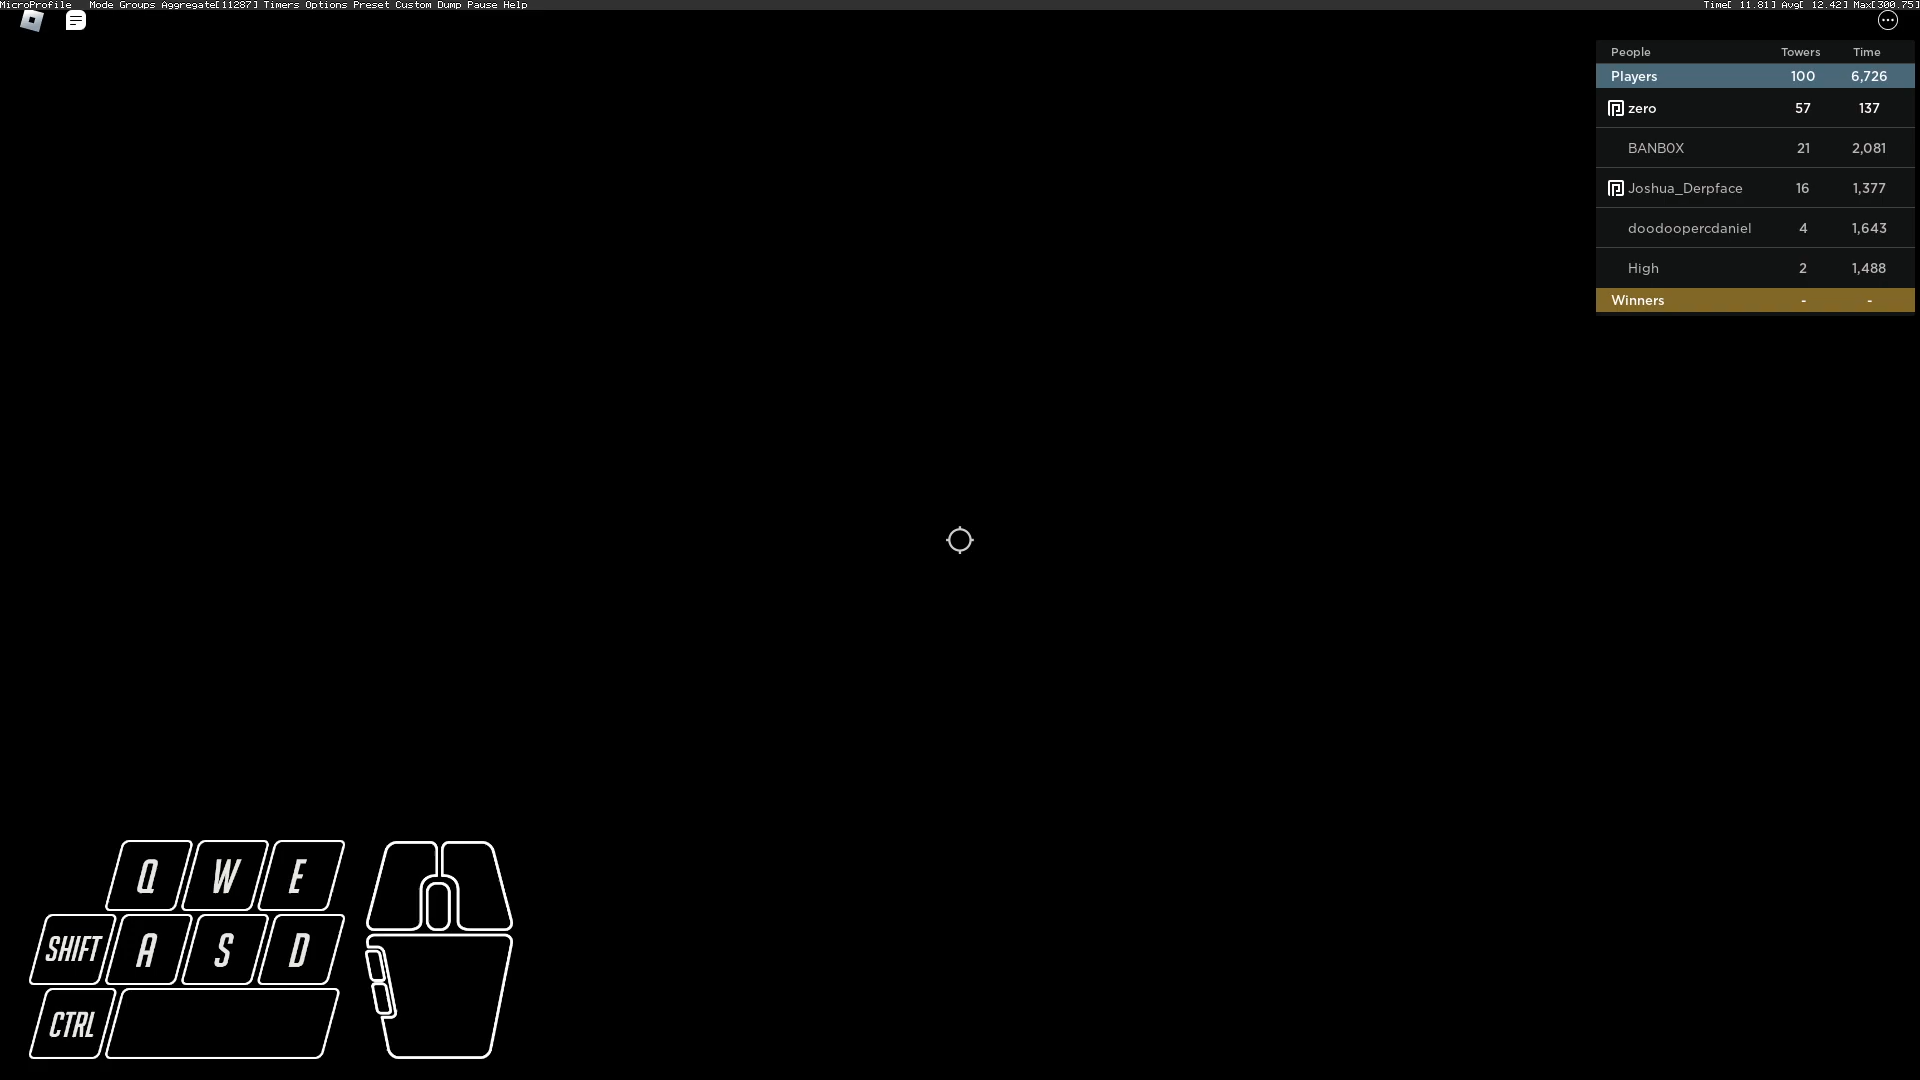 MicroProfile Mode Groups Aggregate[11287] Timers Options Preset Custom Dump Pause Help Time[ 11.81] Avg[ 12.42] Max[300.75]
People Towers Time
Players 100 6,726
zero 57 137
BANB0X 21 2,081
Joshua_Derpface 16 1,377
doodoopercdaniel 4 1,643
High 2 1,488
Winners - -
Q W E
SHIFT A S D
CTRL